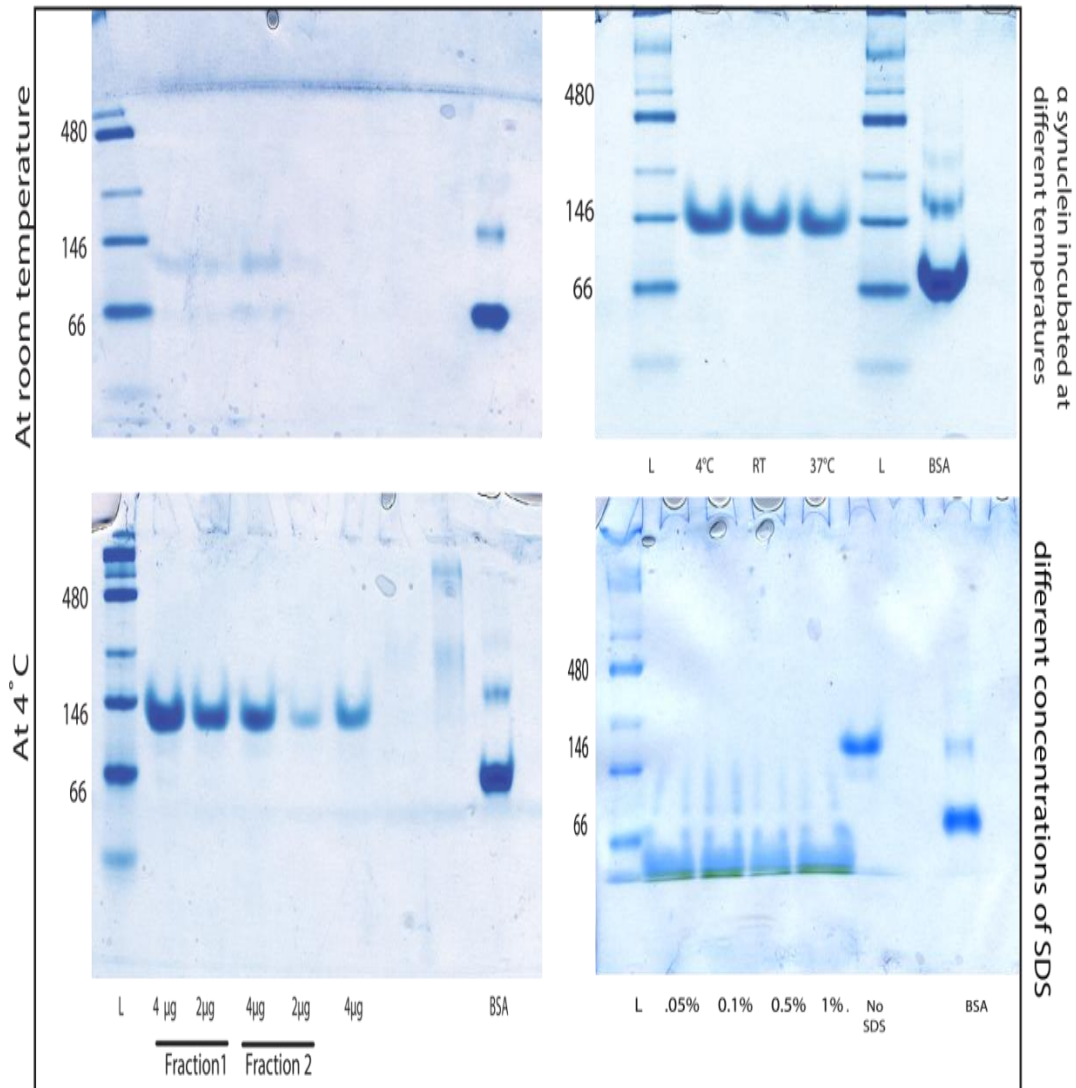 At room temperature
480
146
66
480
146
66
α synuclein incubated at
different temperatures
L 4°C RT 37°C L BSA
At 4°C
480
146
66
L 4 µg 2µg 4µg 2µg 4µg BSA
Fraction1 Fraction 2
480
146
66
different concentrations of SDS
L .05% 0.1% 0.5% 1%. No SDS BSA